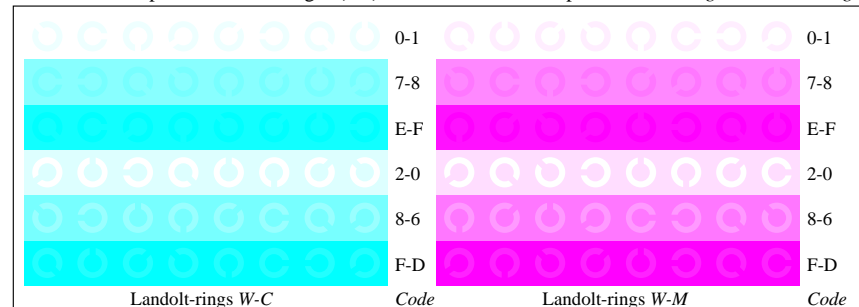 0-1 0-1
7-8 7-8
E-F E-F
2-0 2-0
8-6 8-6
F-D F-D
Landolt-rings W-C Code Landolt-rings W-M Code